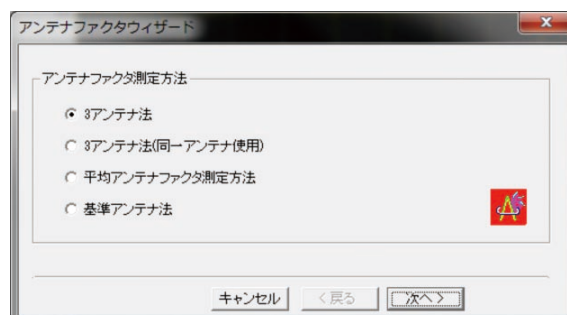 アンテナファクタウィザード
アンテナファクタ測定方法
3アンテナ法
3アンテナ法(同一アンテナ使用)
平均アンテナファクタ測定方法
基準アンテナ法
キャンセル <戻る 次へ>